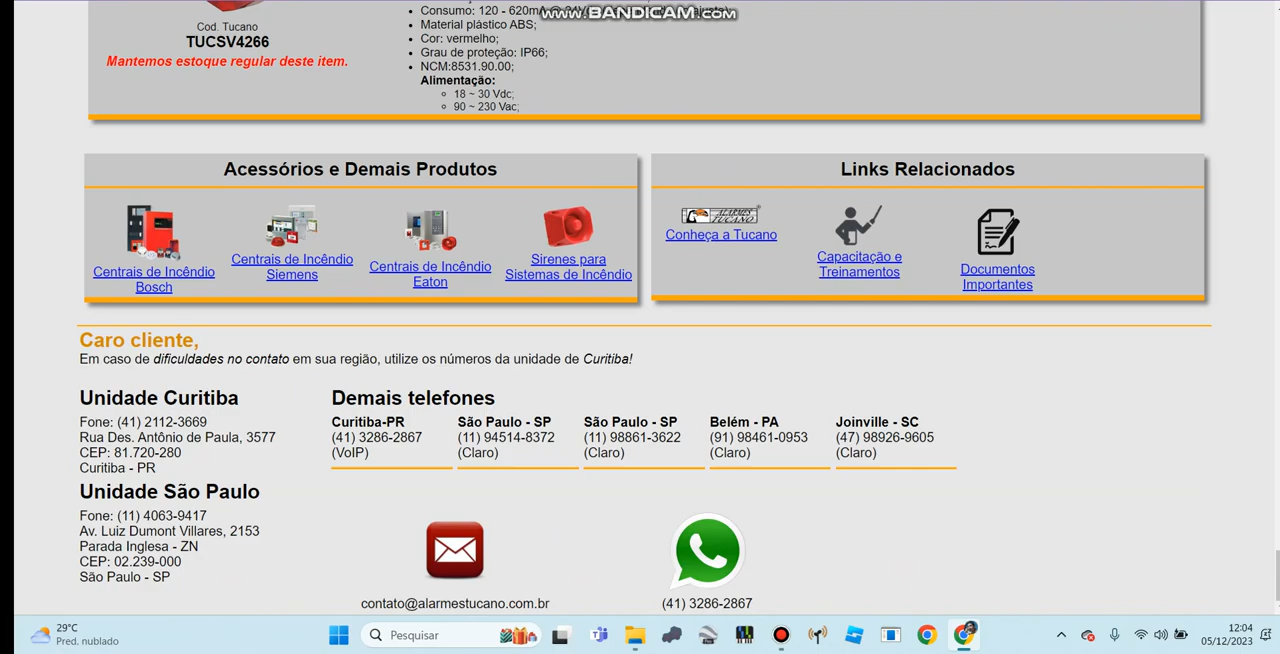 www.BANDICAM.com
Consumo: 120 - 620mA @ 24V
Cod. Tucano
TUCSV4266
Mantemos estoque regular deste item.
Material plástico ABS;
Cor: vermelho;
Grau de proteção: IP66;
NCM:8531.90.00;
Alimentação:
18 ~ 30 Vdc;
90 ~ 230 Vac;
Acessórios e Demais Produtos
Centrais de Incêndio
Bosch
Centrais de Incêndio
Siemens
Centrais de Incêndio
Eaton
Sirenes para
Sistemas de Incêndio
Links Relacionados
Conheça a Tucano
Capacitação e
Treinamentos
Documentos
Importantes
Caro cliente,
Em caso de dificuldades no contato em sua região, utilize os números da unidade de Curitiba!
Unidade Curitiba
Fone: (41) 2112-3669
Rua Des. Antônio de Paula, 3577
CEP: 81.720-280
Curitiba - PR
Unidade São Paulo
Fone: (11) 4063-9417
Av. Luiz Dumont Villares, 2153
Parada Inglesa - ZN
CEP: 02.239-000
São Paulo - SP
Demais telefones
Curitiba-PR
(41) 3286-2867
(VoIP)
São Paulo - SP
(11) 94514-8372
(Claro)
São Paulo - SP
(11) 98861-3622
(Claro)
Belém - PA
(91) 98461-0953
(Claro)
Joinville - SC
(47) 98926-9605
(Claro)
contato@alarmestucano.com.br
(41) 3286-2867
29°C
Pred. nublado
Pesquisar
12:04
05/12/2023